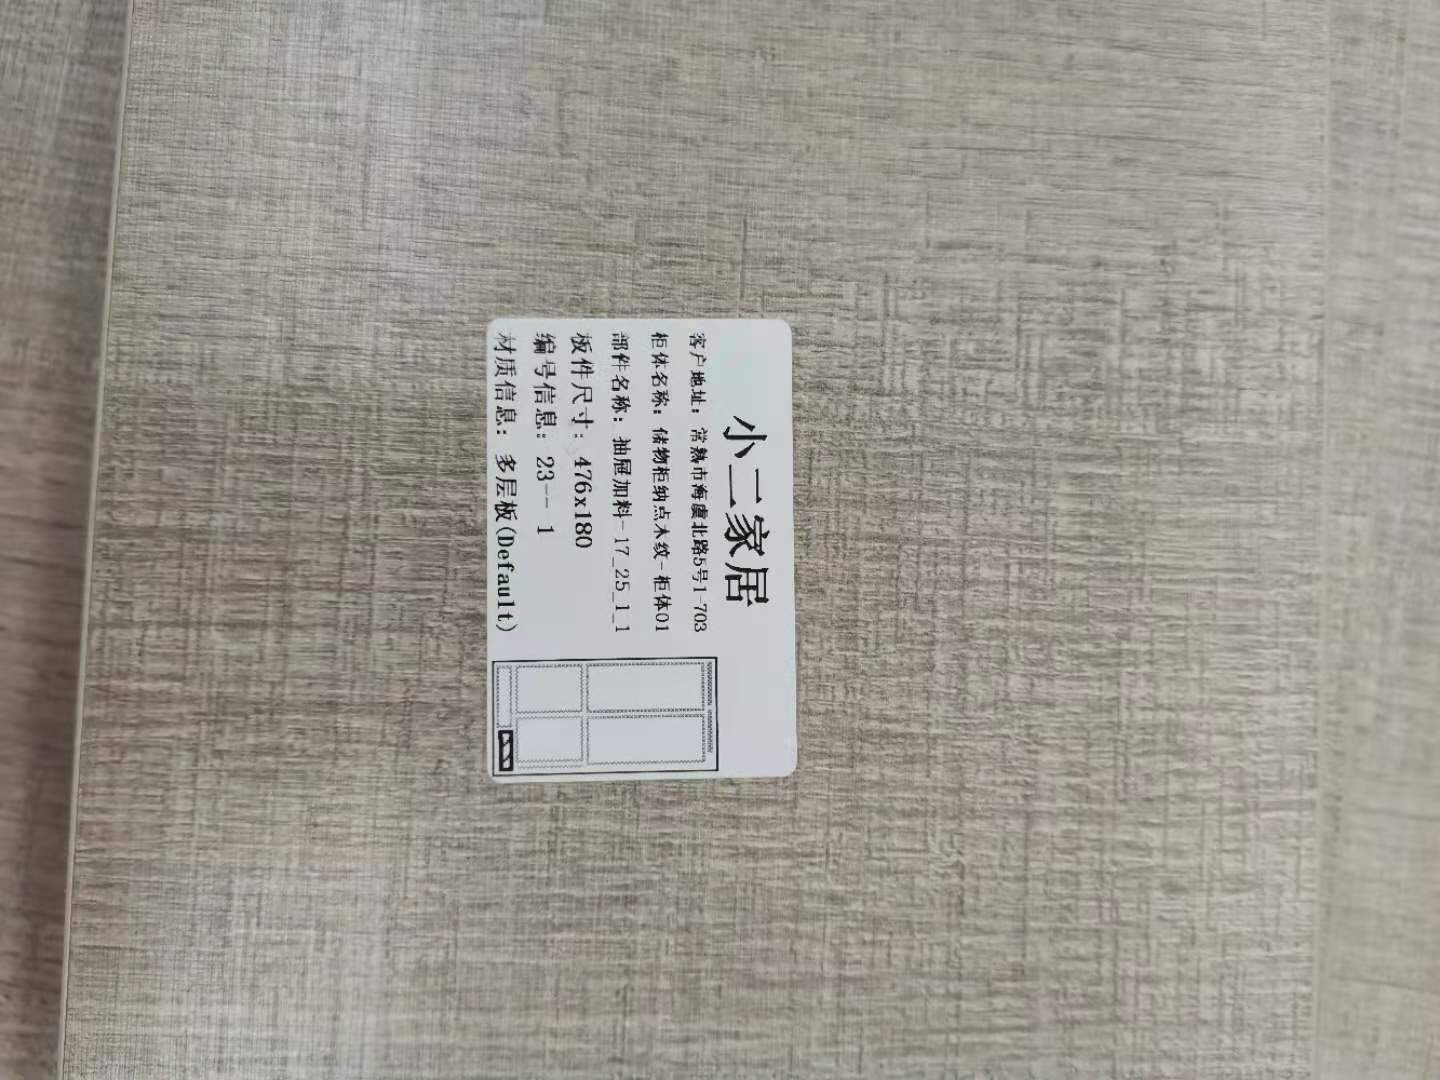 小二家居
客户地址：常熟市海虞北路5号1-703
柜体名称：储物柜纳点木纹-柜体01
部件名称：抽屉加料-17_25_1_1
板件尺寸：476x180
编号信息：23-- 1
材质信息：多层板(Default)